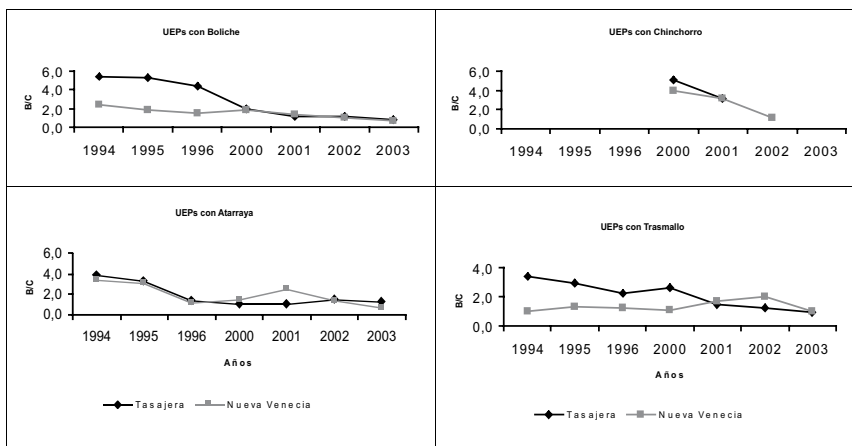 UEPs con Boliche
6,0
4,0
2,0
0,0
B/C
1994 1995 1996 2000 2001 2002 2003
UEPs con Chinchorro
6,0
4,0
2,0
0,0
B/C
1994 1995 1996 2000 2001 2002 2003
UEPs con Atarraya
6,0
4,0
2,0
0,0
B/C
1994 1995 1996 2000 2001 2002 2003
Años
Tasajera Nueva Venecia
UEPs con Trasmallo
4,0
2,0
0,0
B/C
1994 1995 1996 2000 2001 2002 2003
Años
Tasajera Nueva Venecia